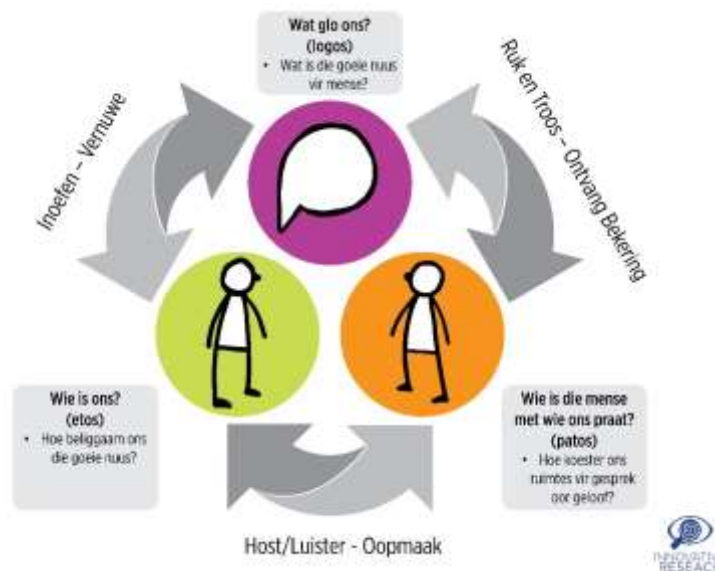 Wat glo ons?
(logos)
• Wat is die goeie nuus
vir mense?
Inoefen – Vernuwe
Ruk en Troos – Ontvang Bekering
Wie is ons?
(etos)
• Hoe beliggaam ons
die goeie nuus?
Wie is die mense
met wie ons praat?
(patos)
• Hoe koester ons
ruimtes vir gesprek
oor geloof?
Host/Luister - Oopmaak